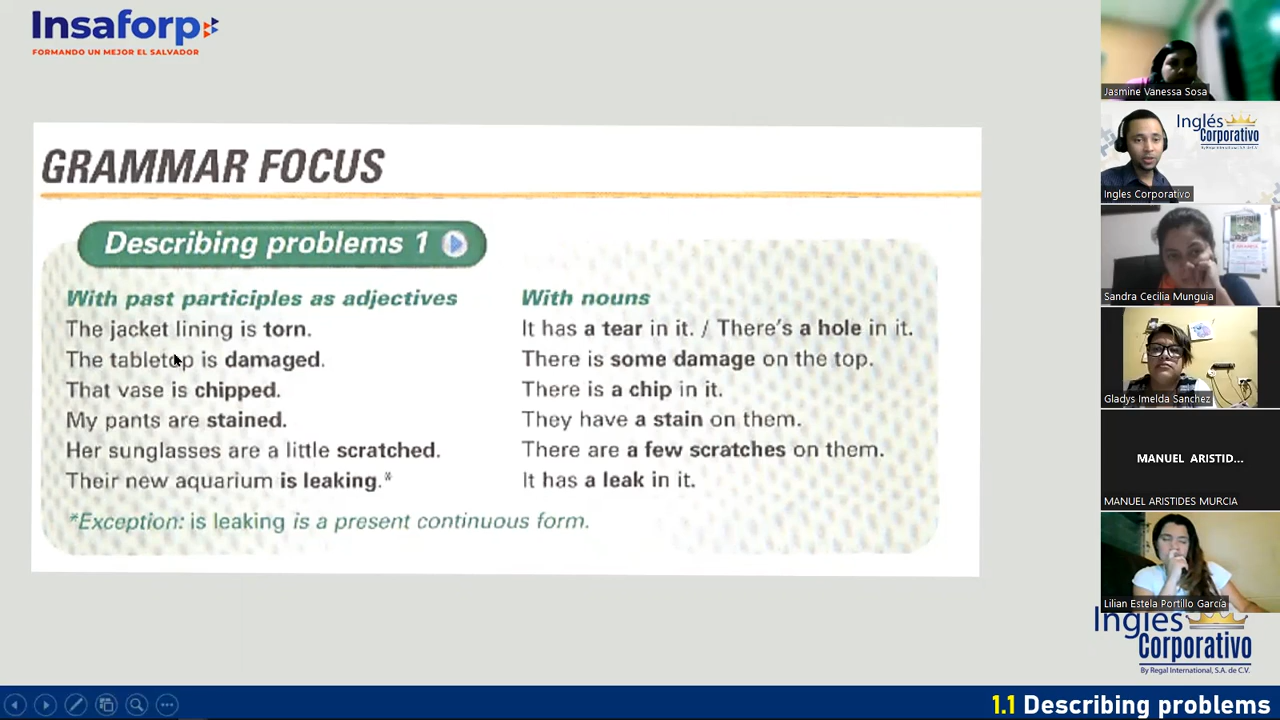 Insaforp
FORMANDO UN MEJOR EL SALVADOR
GRAMMAR FOCUS
Describing problems 1
With past participles as adjectives
The jacket lining is torn.
The tabletop is damaged.
That vase is chipped.
My pants are stained.
Her sunglasses are a little scratched.
Their new aquarium is leaking.*
With nouns
It has a tear in it. / There's a hole in it.
There is some damage on the top.
There is a chip in it.
They have a stain on them.
There are a few scratches on them.
It has a leak in it.
*Exception: is leaking is a present continuous form.
Jasmine Vanessa Sosa
Inglés
Corporativo
Ingles Corporativo
Sandra Cecilia Munguia
Gladys Imelda Sanchez
MANUEL ARISTID...
MANUEL ARISTIDES MURCIA
Lilian Estela Portillo García
Inglés
Corporativo
By Regal International, S.A. de C.V.
1.1 Describing problems